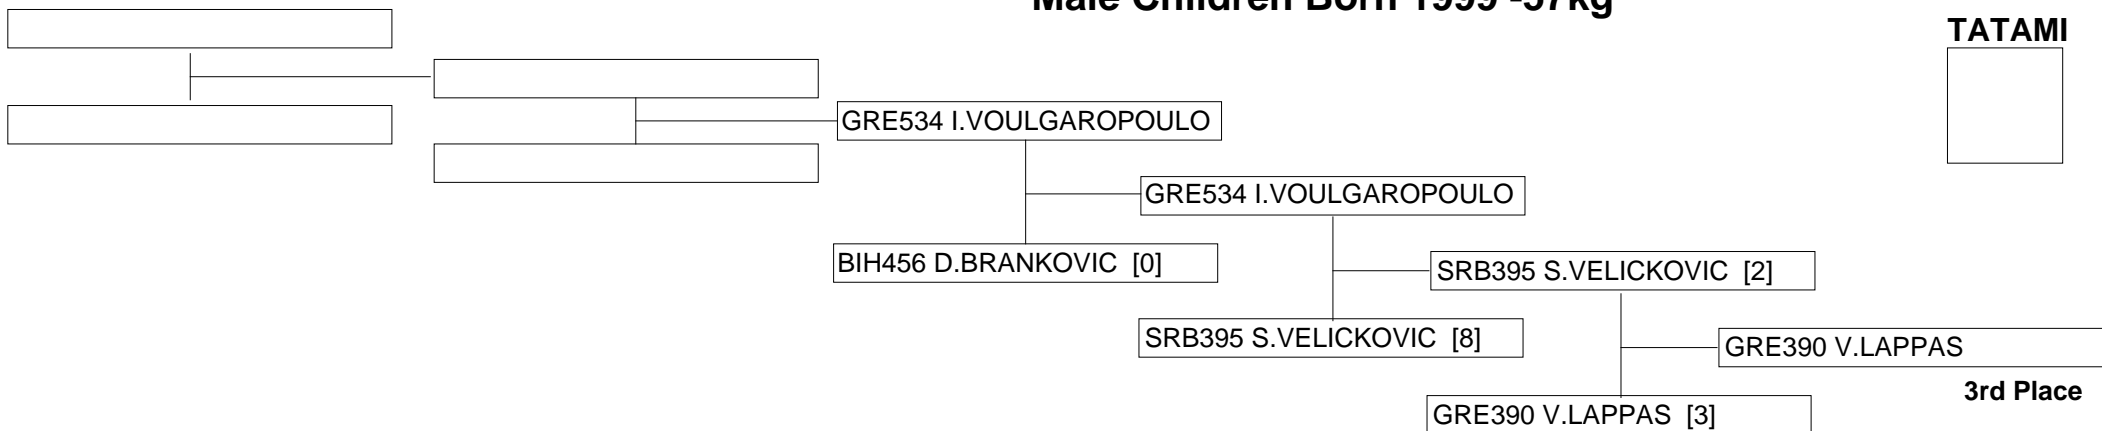 Male Children Born 1999 -37kg
TATAMI
GRE534 I.VOULGAROPOULO
GRE534 I.VOULGAROPOULO
BIH456 D.BRANKOVIC [0]
SRB395 S.VELICKOVIC [2]
SRB395 S.VELICKOVIC [8]
GRE390 V.LAPPAS
3rd Place
GRE390 V.LAPPAS [3]